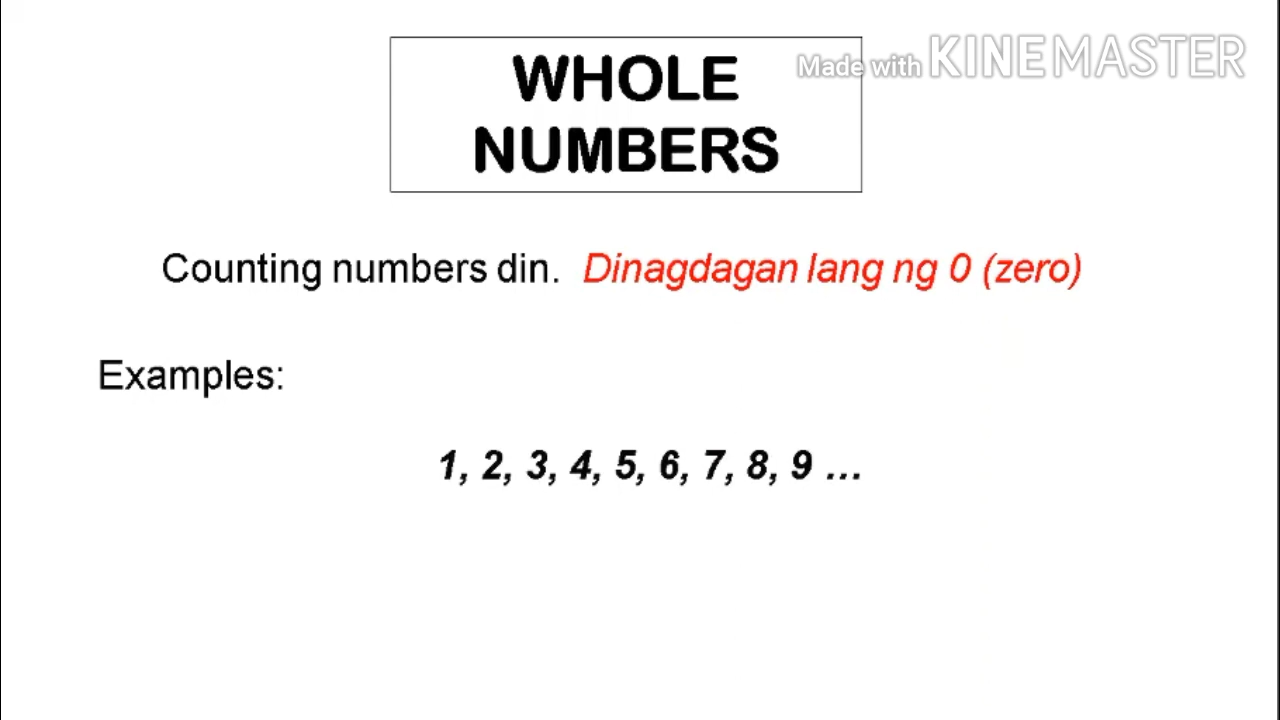 Made with KINEMASTER
WHOLE
NUMBERS
Counting numbers din. Dinagdagan lang ng 0 (zero)
Examples:
1, 2, 3, 4, 5, 6, 7, 8, 9 ...